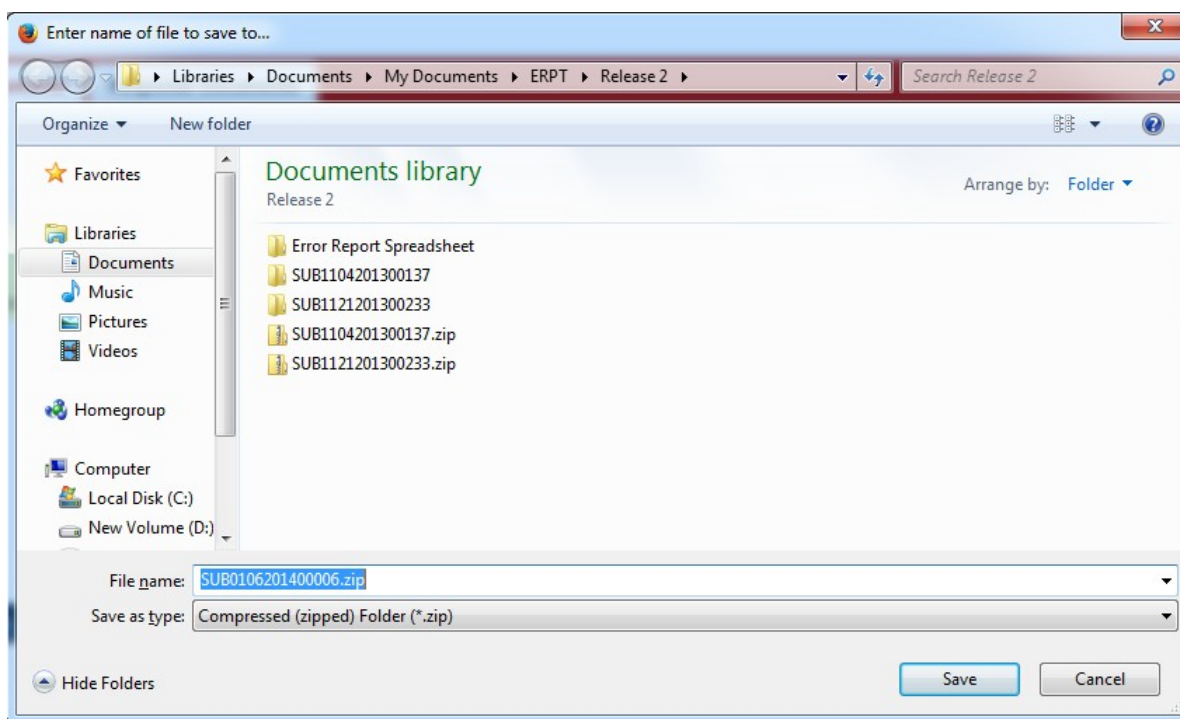 Enter name of file to save to...
Libraries Documents My Documents ERPT Release 2
Search Release 2
Organize New folder
Favorites
Libraries
Documents
Music
Pictures
Videos
Homegroup
Computer
Local Disk (C:)
New Volume (D:)
Documents library
Release 2
Arrange by: Folder
Error Report Spreadsheet
SUB1104201300137
SUB1121201300233
SUB1104201300137.zip
SUB1121201300233.zip
File name: SUB0106201400006.zip
Save as type: Compressed (zipped) Folder (*.zip)
Hide Folders
Save Cancel